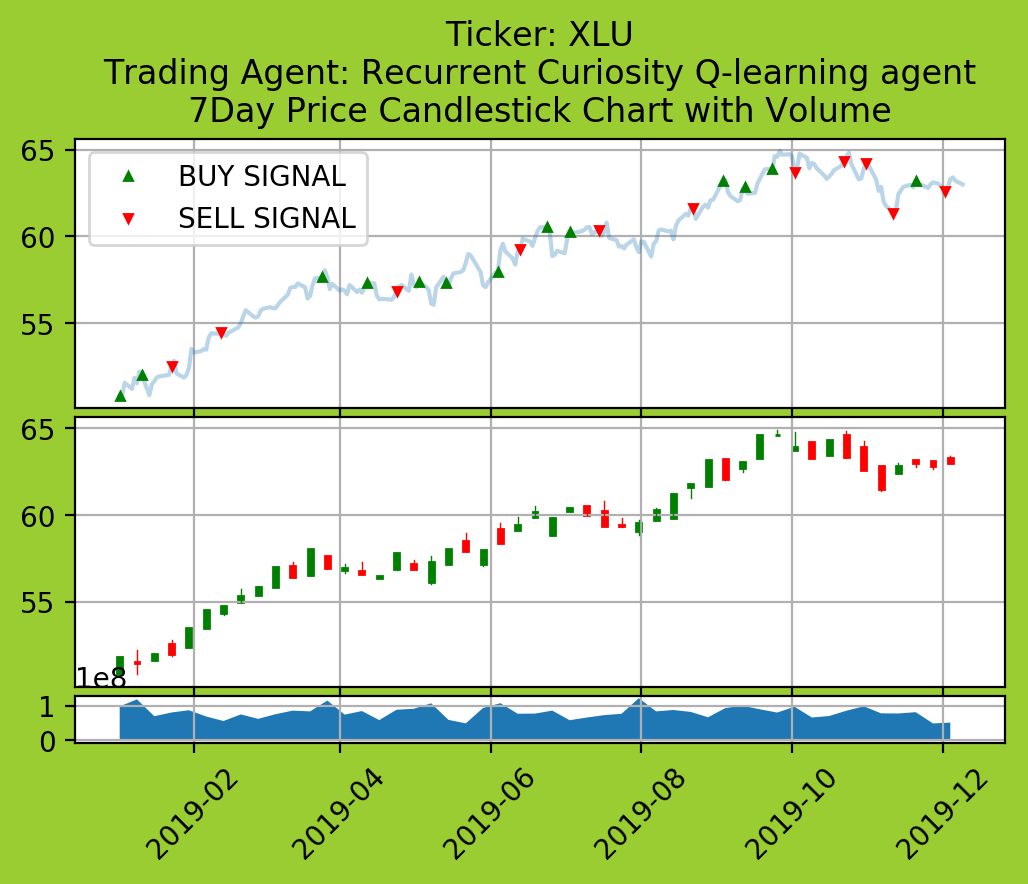 Ticker: XLU
Trading Agent: Recurrent Curiosity Q-learning agent
7Day Price Candlestick Chart with Volume
65
60
55
BUY SIGNAL
SELL SIGNAL
65
60
55
1e8
1
0
2019-02
2019-04
2019-06
2019-08
2019-10
2019-12